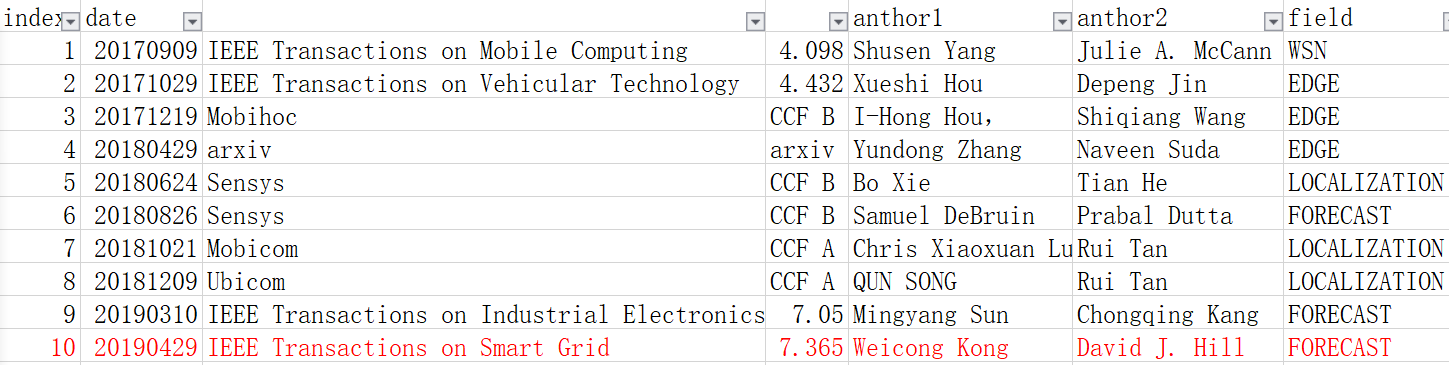 index date anthor1 anthor2 field
1 20170909 IEEE Transactions on Mobile Computing 4.098 Shusen Yang Julie A. McCann WSN
2 20171029 IEEE Transactions on Vehicular Technology 4.432 Xueshi Hou Depeng Jin EDGE
3 20171219 Mobihoc CCF B I-Hong Hou, Shiqiang Wang EDGE
4 20180429 arxiv arxiv Yundong Zhang Naveen Suda EDGE
5 20180624 Sensys CCF B Bo Xie Tian He LOCALIZATION
6 20180826 Sensys CCF B Samuel DeBruin Prabal Dutta FORECAST
7 20181021 Mobicom CCF A Chris Xiaoxuan Lu Rui Tan LOCALIZATION
8 20181209 Ubicom CCF A QUN SONG Rui Tan LOCALIZATION
9 20190310 IEEE Transactions on Industrial Electronics 7.05 Mingyang Sun Chongqing Kang FORECAST
10 20190429 IEEE Transactions on Smart Grid 7.365 Weicong Kong David J. Hill FORECAST